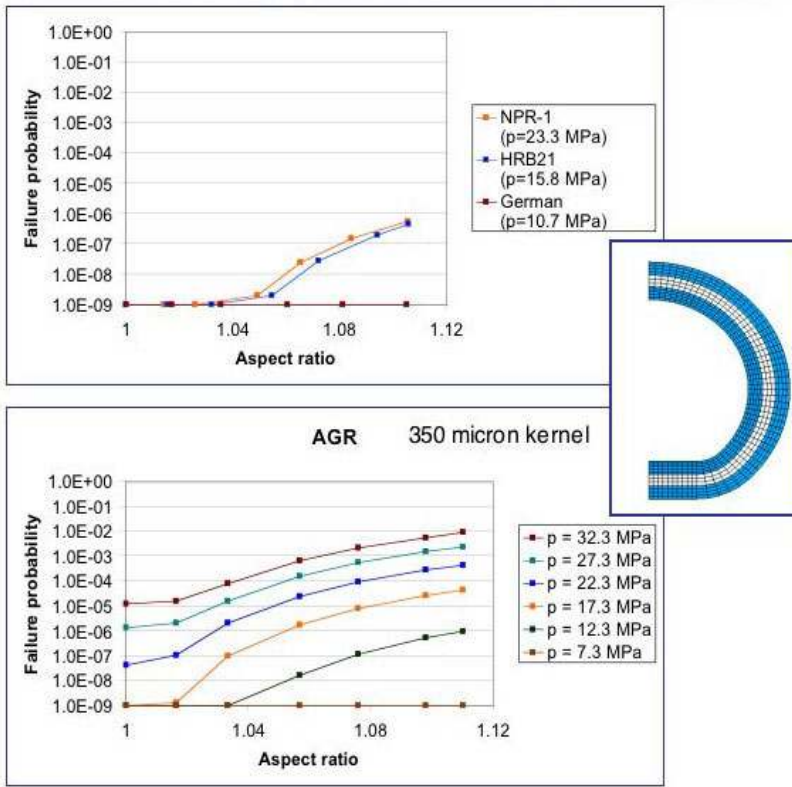 1.0E+00
1.0E-01
1.0E-02
1.0E-03
1.0E-04
1.0E-05
1.0E-06
1.0E-07
1.0E-08
1.0E-09
Failure probability
1 1.04 1.08 1.12
Aspect ratio
NPR-1
(p=23.3 MPa)
HRB21
(p=15.8 MPa)
German
(p=10.7 MPa)
AGR 350 micron kernel
1.0E+00
1.0E-01
1.0E-02
1.0E-03
1.0E-04
1.0E-05
1.0E-06
1.0E-07
1.0E-08
1.0E-09
Failure probability
1 1.04 1.08 1.12
Aspect ratio
p = 32.3 MPa
p = 27.3 MPa
p = 22.3 MPa
p = 17.3 MPa
p = 12.3 MPa
p = 7.3 MPa